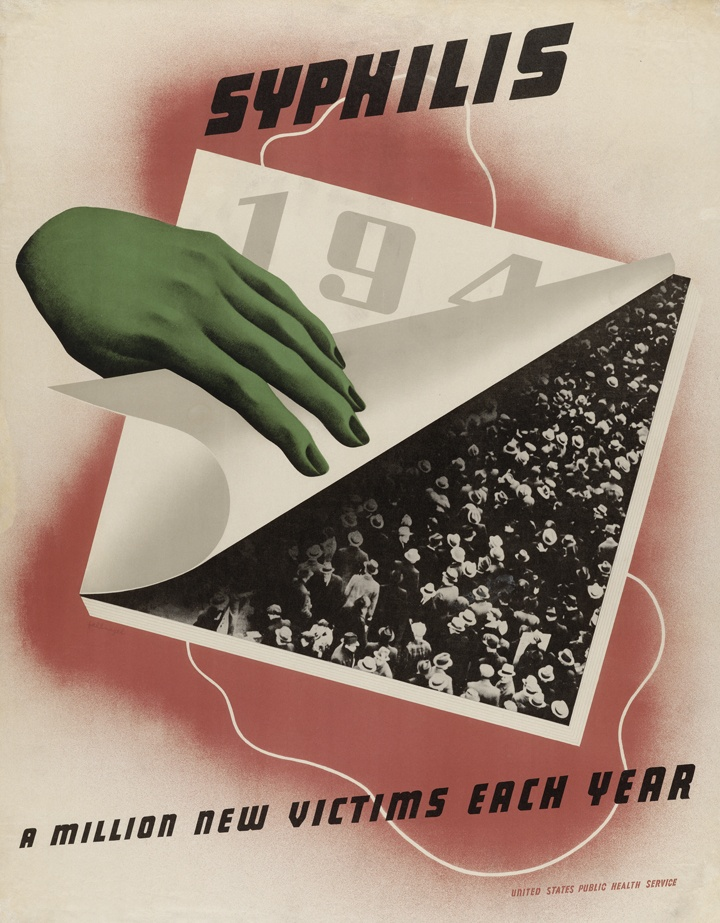 SYPHILIS
194
A MILLION NEW VICTIMS EACH YEAR
UNITED STATES PUBLIC HEALTH SERVICE